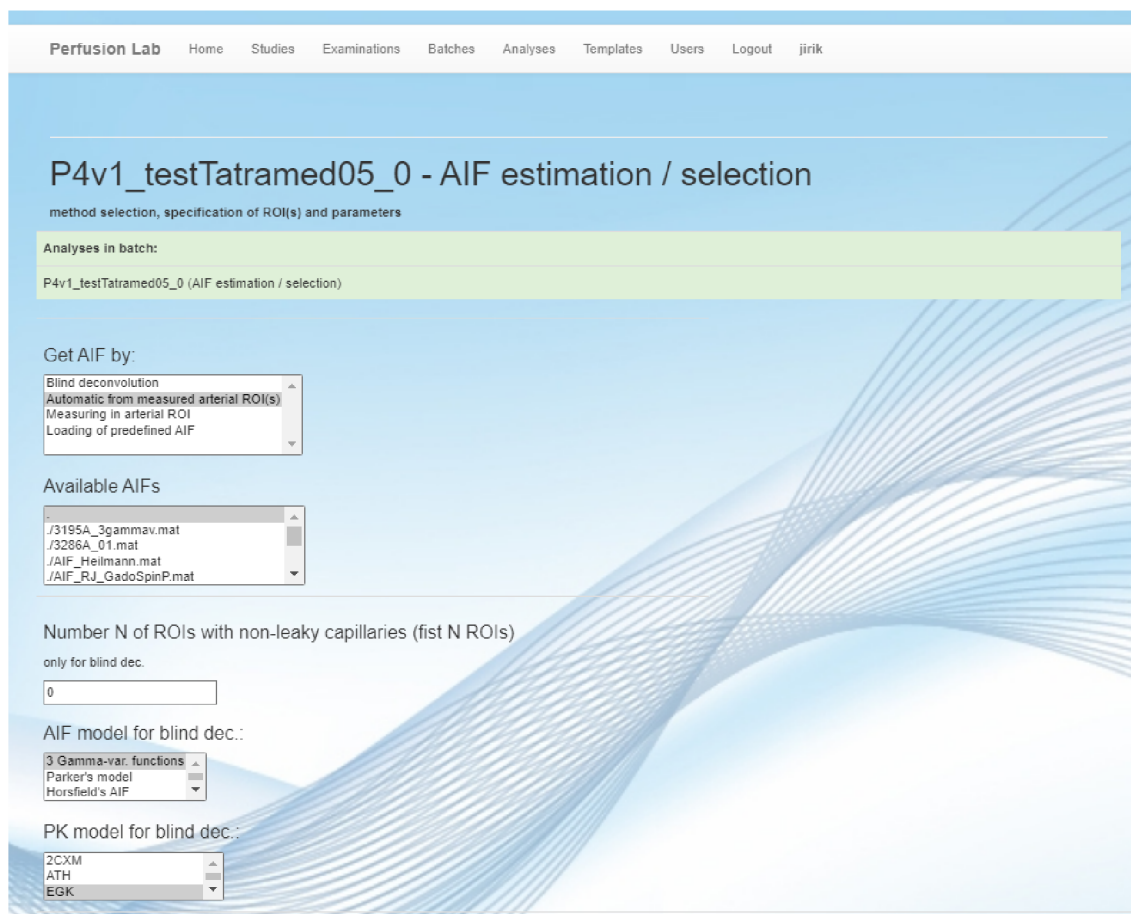 Perfusion Lab Home Studies Examinations Batches Analyses Templates Users Logout jirik
P4v1_testTatramed05_0 - AIF estimation / selection
method selection, specification of ROI(s) and parameters
Analyses in batch:
P4v1_testTatramed05_0 (AIF estimation / selection)
Get AIF by:
Blind deconvolution
Automatic from measured arterial ROI(s)
Measuring in arterial ROI
Loading of predefined AIF
Available AIFs
.
./3195A_3gammav.mat
./3286A_01.mat
./AIF_Heilmann.mat
./AIF_RJ_GadoSpinP.mat
Number N of ROIs with non-leaky capillaries (fist N ROIs)
only for blind dec.
0
AIF model for blind dec.:
3 Gamma-var. functions
Parker's model
Horsfield's AIF
PK model for blind dec.:
2CXM
ATH
EGK